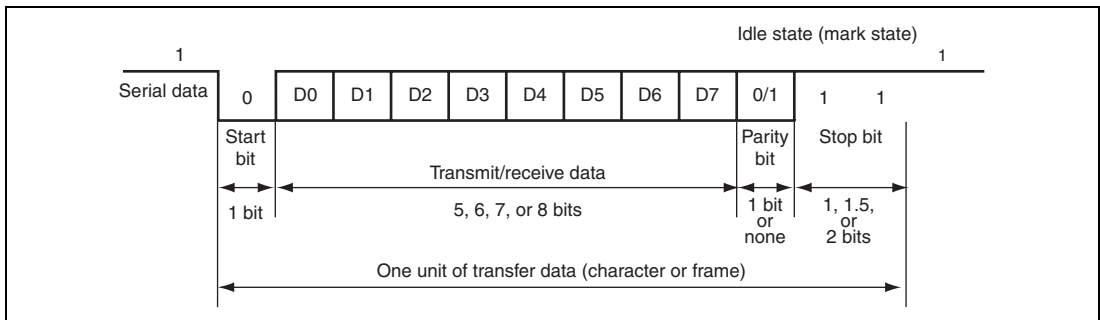 Idle state (mark state)
1
1
Serial data
0
D0
D1
D2
D3
D4
D5
D6
D7
0/1
1
1
Start
bit
Parity
bit
Stop bit
Transmit/receive data
1 bit
5, 6, 7, or 8 bits
1 bit
or
none
1, 1.5,
or
2 bits
One unit of transfer data (character or frame)